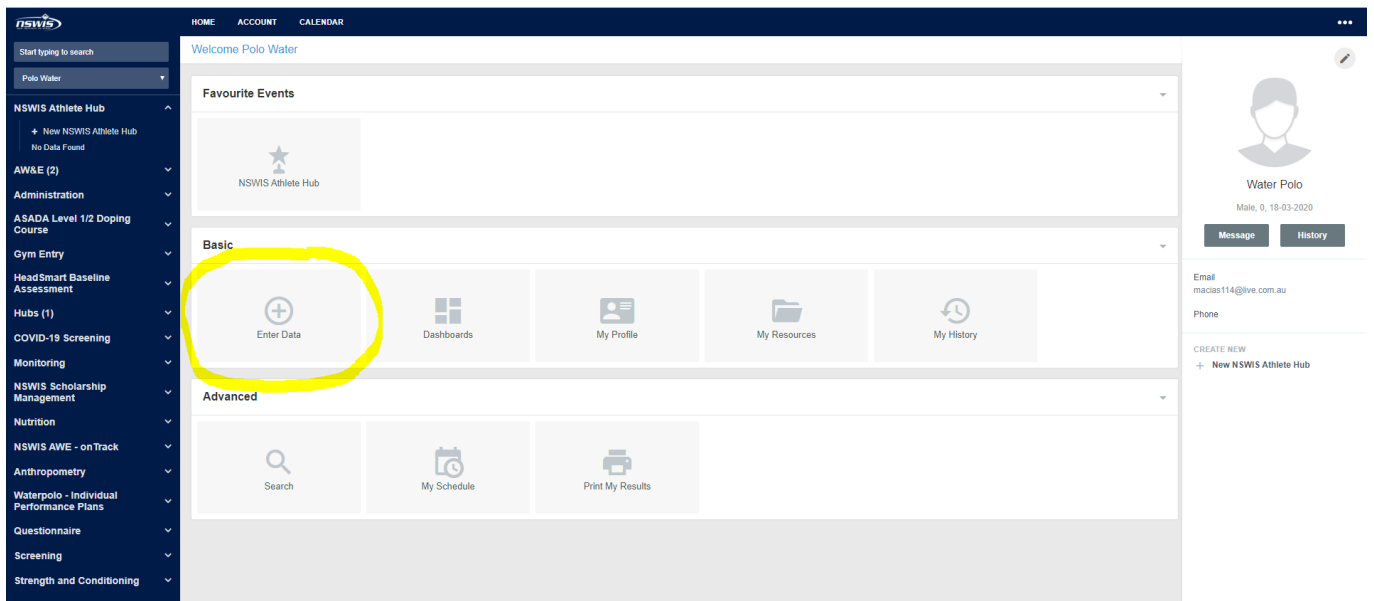 nswis
HOME ACCOUNT CALENDAR
Start typing to search
Polo Water
NSWIS Athlete Hub
+ New NSWIS Athlete Hub
No Data Found
AW&E (2)
Administration
ASADA Level 1/2 Doping
Course
Gym Entry
HeadSmart Baseline
Assessment
Hubs (1)
COVID-19 Screening
Monitoring
NSWIS Scholarship
Management
Nutrition
NSWIS AWE - onTrack
Anthropometry
Waterpolo - Individual
Performance Plans
Questionnaire
Screening
Strength and Conditioning
Welcome Polo Water
Favourite Events
NSWIS Athlete Hub
Basic
Enter Data
Dashboards
My Profile
My Resources
My History
Advanced
Search
My Schedule
Print My Results
Water Polo
Male, 0, 18-03-2020
Message
History
Email
macias114@live.com.au
Phone
CREATE NEW
+ New NSWIS Athlete Hub